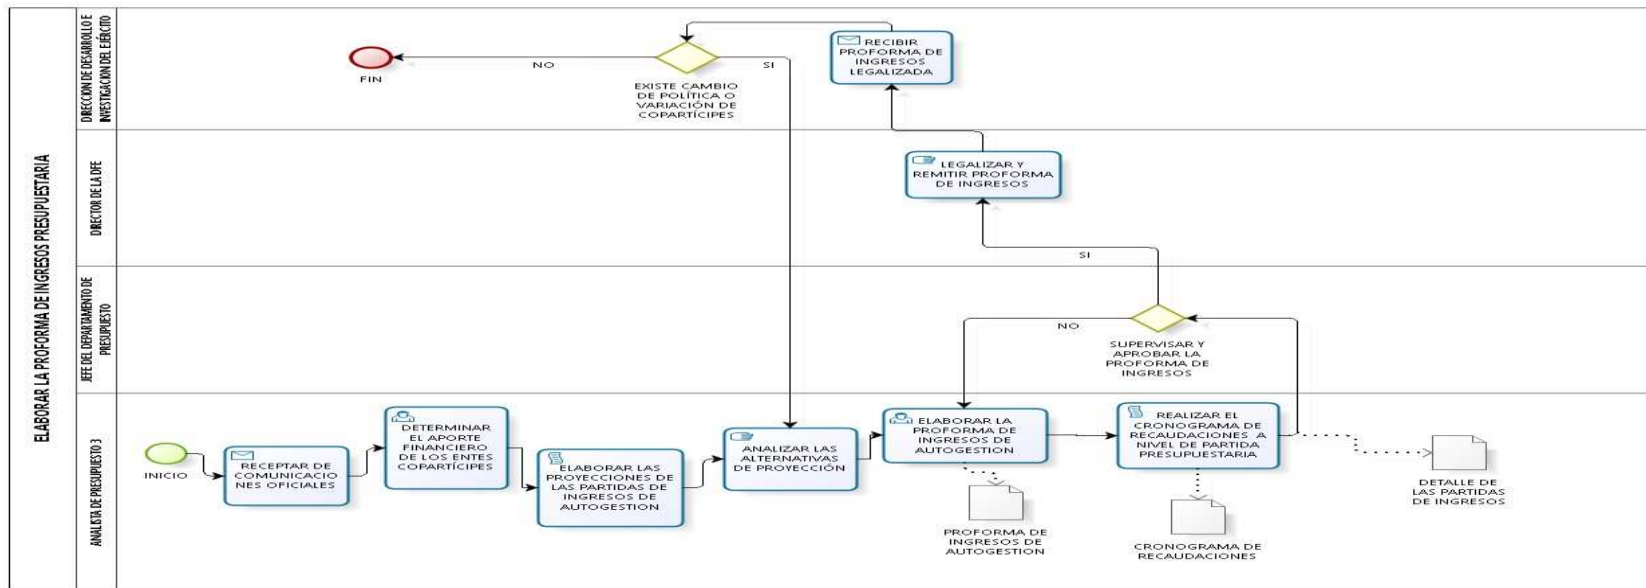 ELABORAR LA PROFORMA DE INGRESOS PRESUPUESTARIA
DIRECCION DE DESARROLLO E
INVESTIGACION DEL EJÉRCITO
FIN
NO
EXISTE CAMBIO
DE POLÍTICA O
VARIACIÓN DE
COPARTÍCIPES
SI
RECIBIR
PROFORMA DE
INGRESOS
LEGALIZADA
DIRECTOR DE LA DFE
LEGALIZAR Y
REMITIR PROFORMA
DE INGRESOS
SI
JEFE DEL DEPARTAMENTO DE
PRESUPUESTO
NO
SUPERVISAR Y
APROBAR LA
PROFORMA DE
INGRESOS
ANALISTA DE PRESUPUESTO 3
INICIO
RECEPTAR DE
COMUNICACIO
NES OFICIALES
DETERMINAR
EL APORTE
FINANCIERO
DE LOS ENTES
COPARTÍCIPES
ELABORAR LAS
PROYECCIONES DE
LAS PARTIDAS DE
INGRESOS DE
AUTOGESTION
ANALIZAR LAS
ALTERNATIVAS
DE PROYECCIÓN
ELABORAR LA
PROFORMA DE
INGRESOS DE
AUTOGESTION
REALIZAR EL
CRONOGRAMA DE
RECAUDACIONES A
NIVEL DE PARTIDA
PRESUPUESTARIA
PROFORMA DE
INGRESOS DE
AUTOGESTION
CRONOGRAMA DE
RECAUDACIONES
DETALLE DE
LAS PARTIDAS
DE INGRESOS